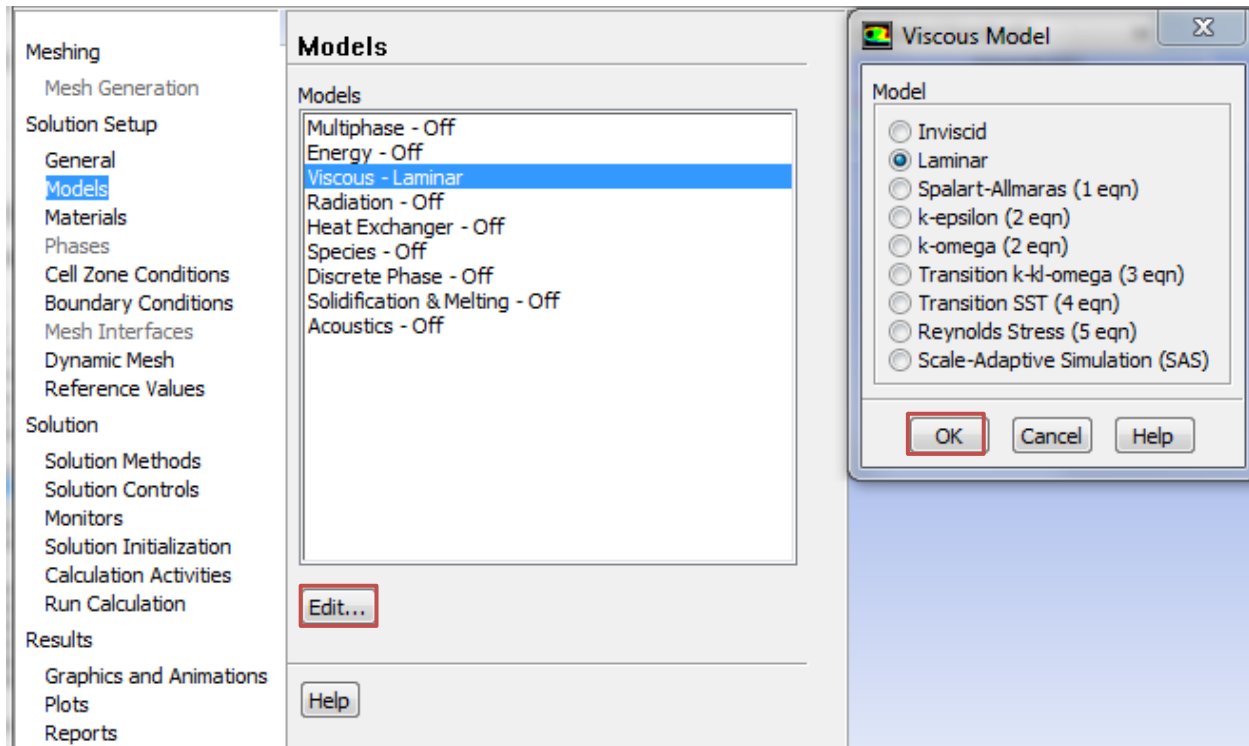 Meshing
Mesh Generation
Solution Setup
General
Models
Materials
Phases
Cell Zone Conditions
Boundary Conditions
Mesh Interfaces
Dynamic Mesh
Reference Values
Solution
Solution Methods
Solution Controls
Monitors
Solution Initialization
Calculation Activities
Run Calculation
Results
Graphics and Animations
Plots
Reports
Models
Models
Multiphase - Off
Energy - Off
Viscous - Laminar
Radiation - Off
Heat Exchanger - Off
Species - Off
Discrete Phase - Off
Solidification & Melting - Off
Acoustics - Off
Edit...
Help
Viscous Model
Model
Inviscid
Laminar
Spalart-Allmaras (1 eqn)
k-epsilon (2 eqn)
k-omega (2 eqn)
Transition k-kl-omega (3 eqn)
Transition SST (4 eqn)
Reynolds Stress (5 eqn)
Scale-Adaptive Simulation (SAS)
OK Cancel Help